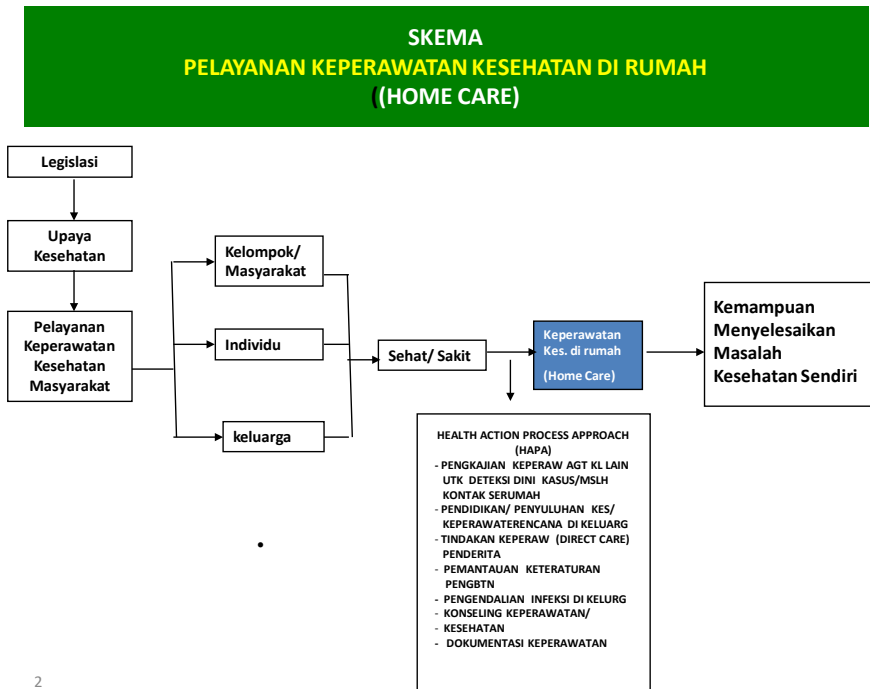 SKEMA
PELAYANAN KEPERAWATAN KESEHATAN DI RUMAH
((HOME CARE)
Legislasi
Upaya
Kesehatan
Pelayanan
Keperawatan
Kesehatan
Masyarakat
Kelompok/
Masyarakat
Individu
keluarga
Sehat/ Sakit
Keperawatan
Kes. di rumah
(Home Care)
Kemampuan
Menyelesaikan
Masalah
Kesehatan Sendiri
HEALTH ACTION PROCESS APPROACH
(HAPA)
- PENGKAJIAN KEPERAW AGT KL LAIN
UTK DETEKSI DINI KASUS/MSLH
KONTAK SERUMAH
- PENDIDIKAN/ PENYULUHAN KES/
KEPERAWATERENCANA DI KELUARG
- TINDAKAN KEPERAW (DIRECT CARE)
PENDERITA
- PEMANTAUAN KETERATURAN
PENGBTN
- PENGENDALIAN INFEKSI DI KELURG
- KONSELING KEPERAWATAN/
- KESEHATAN
- DOKUMENTASI KEPERAWATAN
2